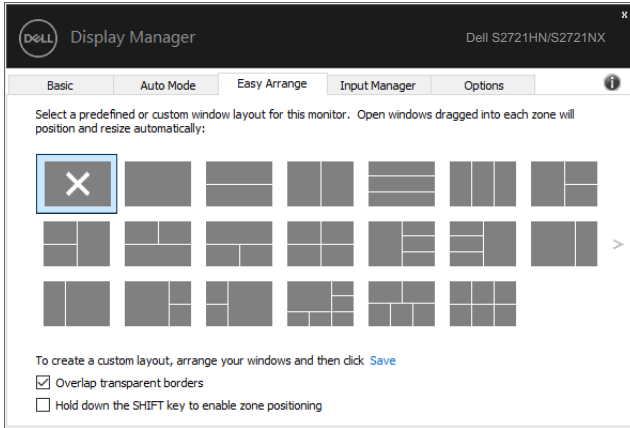 x
DELL Display Manager Dell S2721HN/S2721NX
Basic Auto Mode Easy Arrange Input Manager Options
Select a predefined or custom window layout for this monitor. Open windows dragged into each zone will
position and resize automatically:
>
To create a custom layout, arrange your windows and then click Save
Overlap transparent borders
Hold down the SHIFT key to enable zone positioning